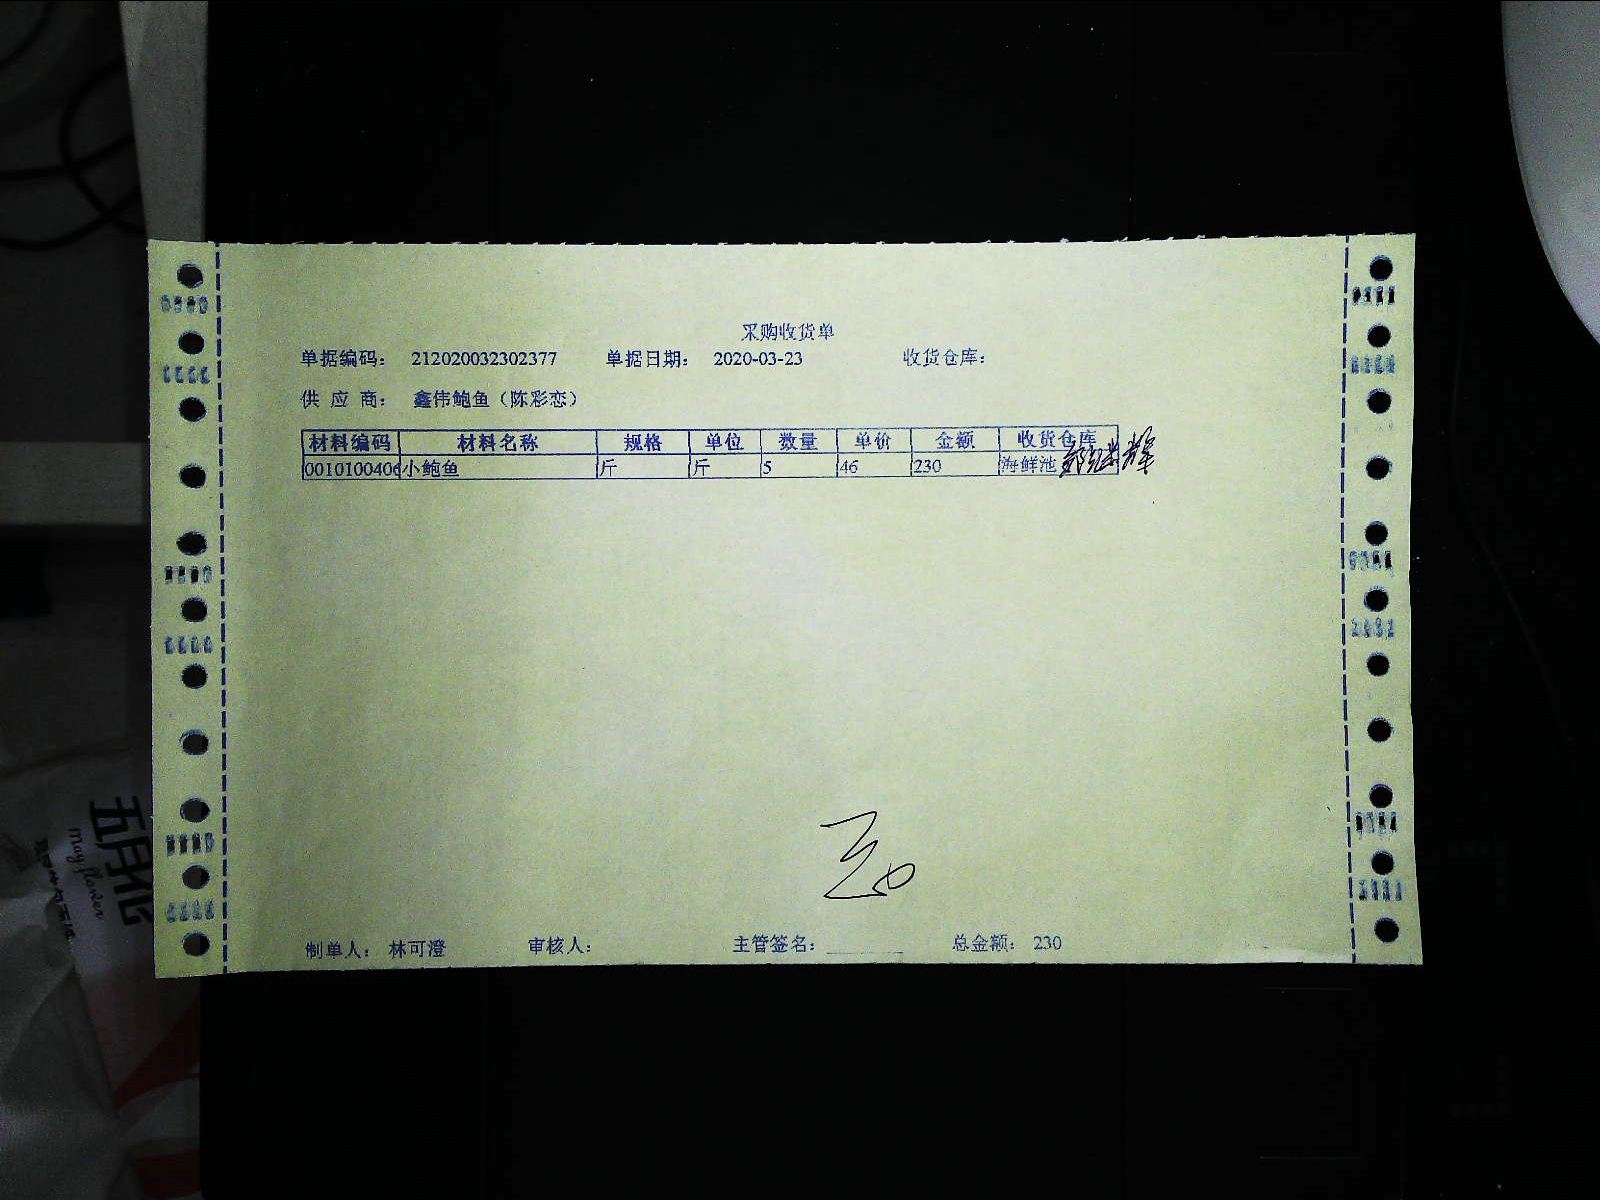 采购收货单
单据编码： 212020032302377 单据日期： 2020-03-23 收货仓库：
供 应 商： 鑫伟鲍鱼（陈彩恋）
材料编码 材料名称 规格 单位 数量 单价 金额 收货仓库
0010100406 小鲍鱼 斤 斤 5 46 230 海鲜池
制单人： 林可澄 审核人： 主管签名： 总金额： 230
五月花
mayflower